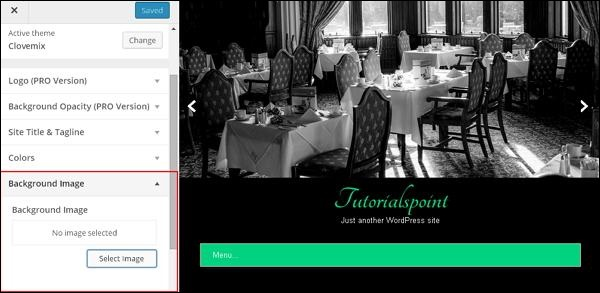 Saved
Active theme
Clovemix
Change
Logo (PRO Version)
Background Opacity (PRO Version)
Site Title & Tagline
Colors
Background Image
Background Image
No image selected
Select Image
Tutorialspoint
Just another WordPress site
Menu...